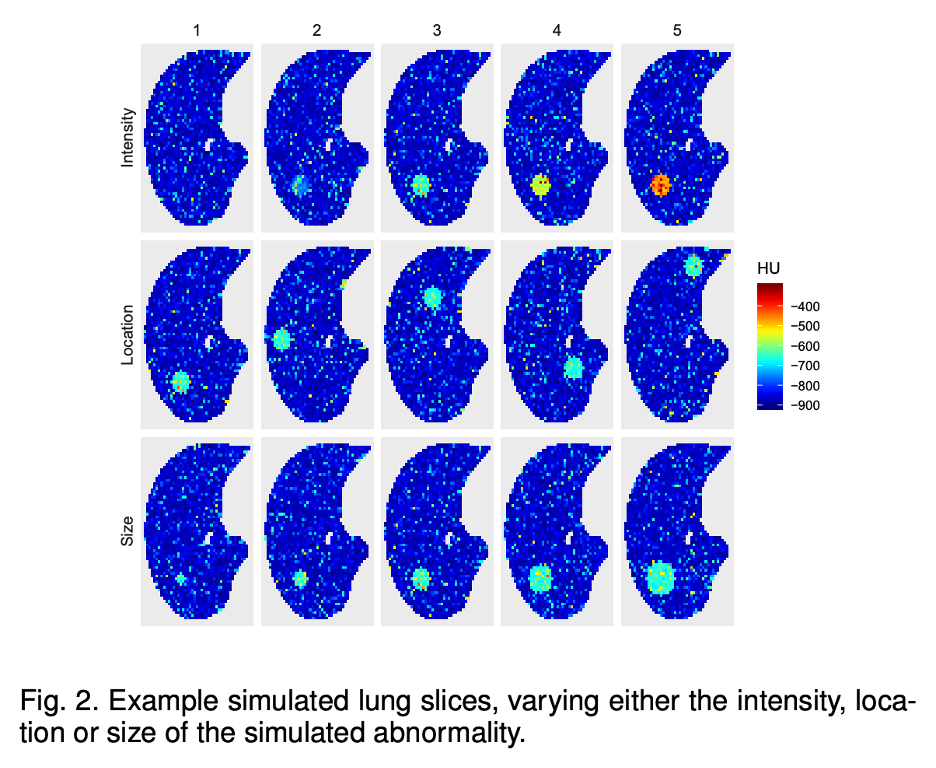 1 2 3 4 5
Intensity
Location
Size
HU
−400
−500
−600
−700
−800
−900
Fig. 2. Example simulated lung slices, varying either the intensity, loca-
tion or size of the simulated abnormality.